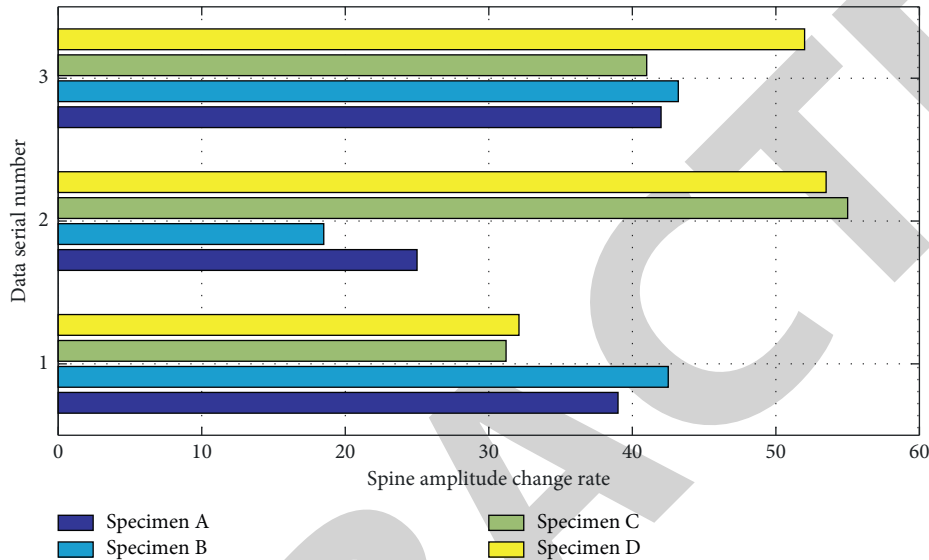 3
2
1
Data serial number
0 10 20 30 40 50 60
Spine amplitude change rate
Specimen A
Specimen B
Specimen C
Specimen D